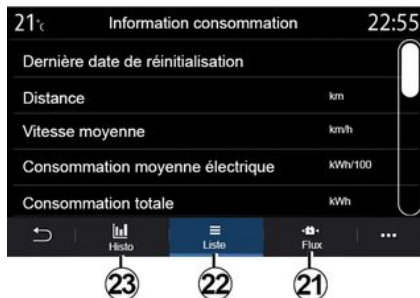 21°c Information consommation 22:55
Dernière date de réinitialisation
Distance km
Vitesse moyenne km/h
Consommation moyenne électrique kWh/100
Consommation totale kWh
Histo Liste Flux
23 22 21